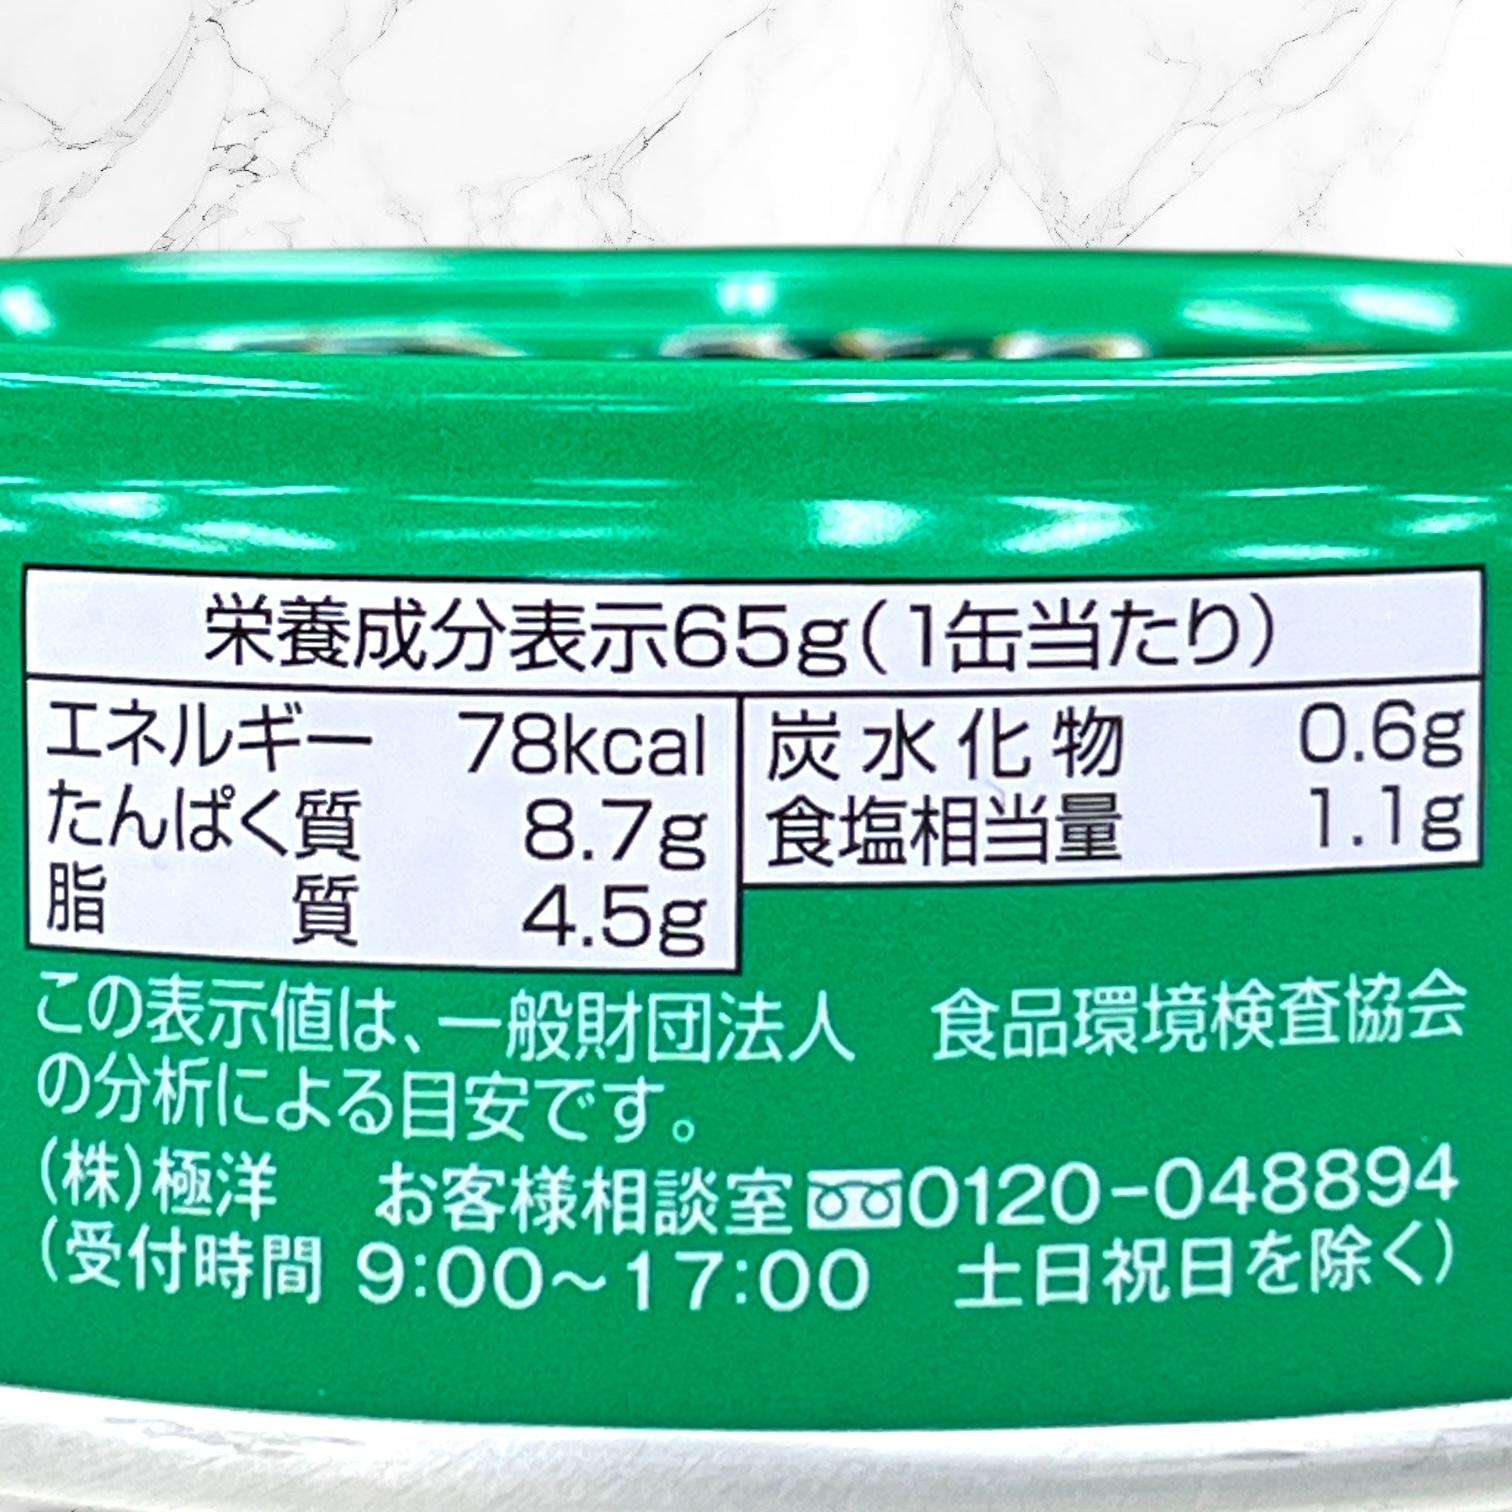 栄養成分表示65g(1缶当たり)
エネルギー 78kcal
たんぱく質 8.7g
脂質 4.5g
炭水化物 0.6g
食塩相当量 1.1g
この表示値は、一般財団法人 食品環境検査協会
の分析による目安です。
(株)極洋 お客様相談室 0120-048894
(受付時間 9:00~17:00 土日祝日を除く)